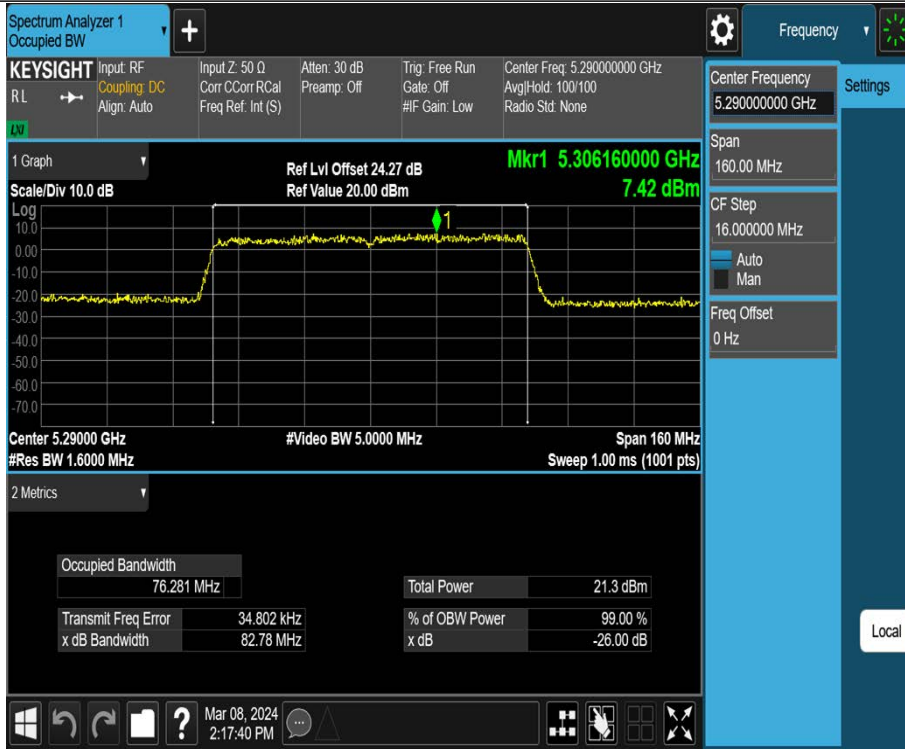 Spectrum Analyzer 1
Occupied BW
+
Frequency
KEYSIGHT
RL
LXI
Input: RF
Coupling: DC
Align: Auto
Input Z: 50 Ω
Corr CCorr RCal
Freq Ref: Int (S)
Atten: 30 dB
Preamp: Off
Trig: Free Run
Gate: Off
#IF Gain: Low
Center Freq: 5.290000000 GHz
Avg|Hold: 100/100
Radio Std: None
Center Frequency
5.290000000 GHz
Settings
Span
160.00 MHz
CF Step
16.000000 MHz
Auto
Man
Freq Offset
0 Hz
1 Graph
Scale/Div 10.0 dB
Ref Lvl Offset 24.27 dB
Ref Value 20.00 dBm
Mkr1 5.306160000 GHz
7.42 dBm
Log
10.0
0.00
-10.0
-20.0
-30.0
-40.0
-50.0
-60.0
-70.0
1
Center 5.29000 GHz
#Res BW 1.6000 MHz
#Video BW 5.0000 MHz
Span 160 MHz
Sweep 1.00 ms (1001 pts)
2 Metrics
Occupied Bandwidth
76.281 MHz
Transmit Freq Error 34.802 kHz
x dB Bandwidth 82.78 MHz
Total Power 21.3 dBm
% of OBW Power 99.00 %
x dB -26.00 dB
Local
?
Mar 08, 2024
2:17:40 PM